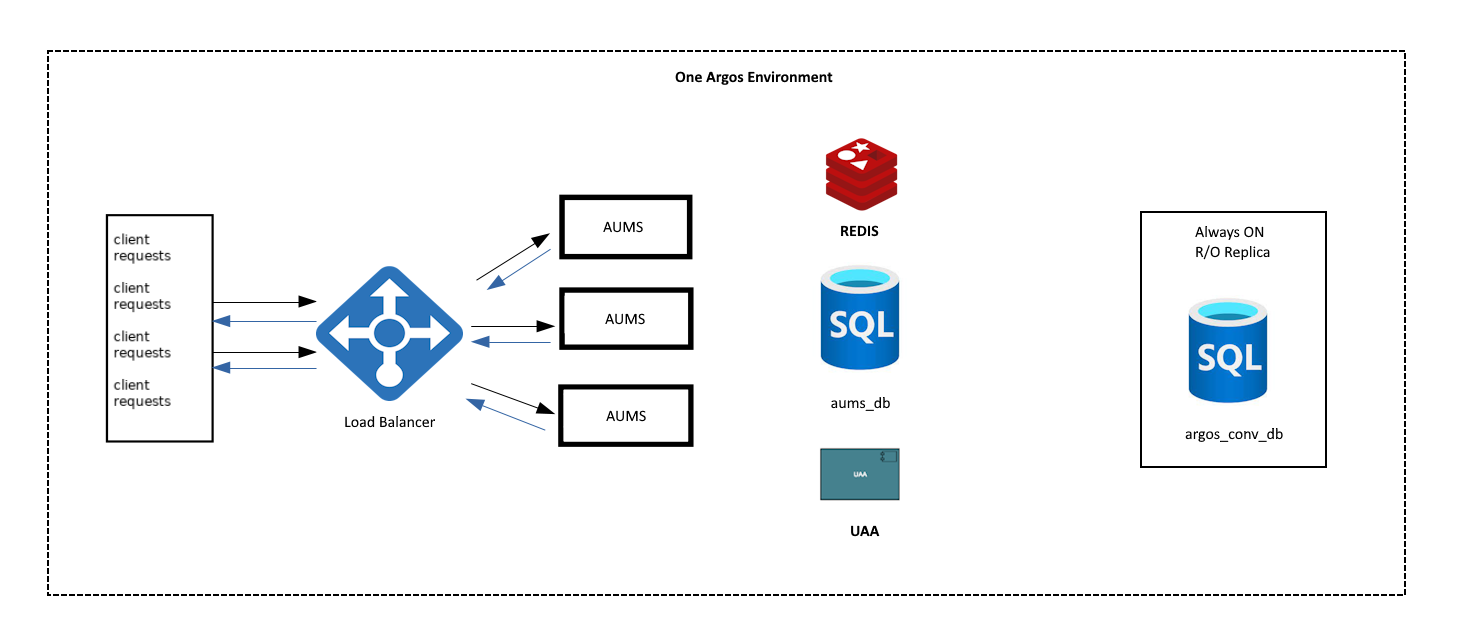 One Argos Environment
client
requests
client
requests
client
requests
client
requests
Load Balancer
AUMS
AUMS
AUMS
REDIS
SQL
aums_db
UAA
UAA
Always ON
R/O Replica
SQL
argos_conv_db